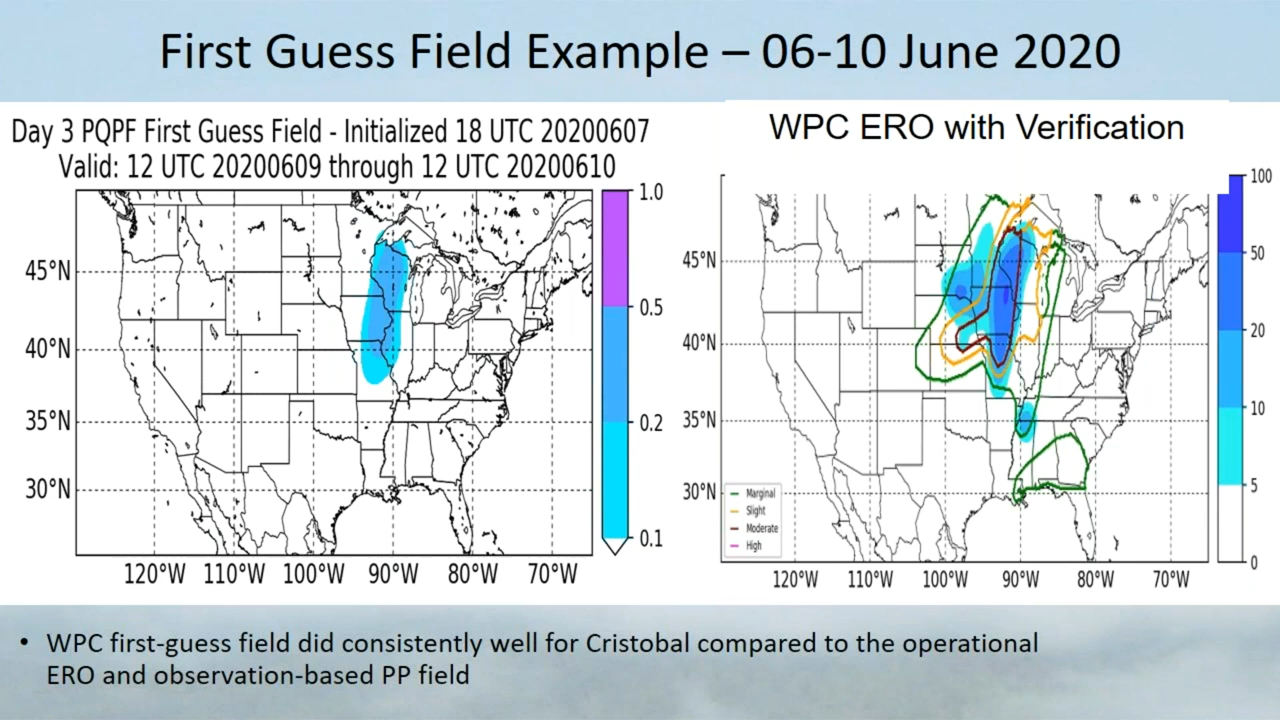 First Guess Field Example – 06-10 June 2020
Day 3 PQPF First Guess Field - Initialized 18 UTC 20200607
Valid: 12 UTC 20200609 through 12 UTC 20200610
45°N
40°N
35°N
30°N
120°W 110°W 100°W 90°W 80°W 70°W
1.0
0.5
0.2
0.1
WPC ERO with Verification
45°N
40°N
35°N
30°N
Marginal
Slight
Moderate
High
120°W 110°W 100°W 90°W 80°W 70°W
100
50
20
10
5
0
• WPC first-guess field did consistently well for Cristobal compared to the operational
ERO and observation-based PP field